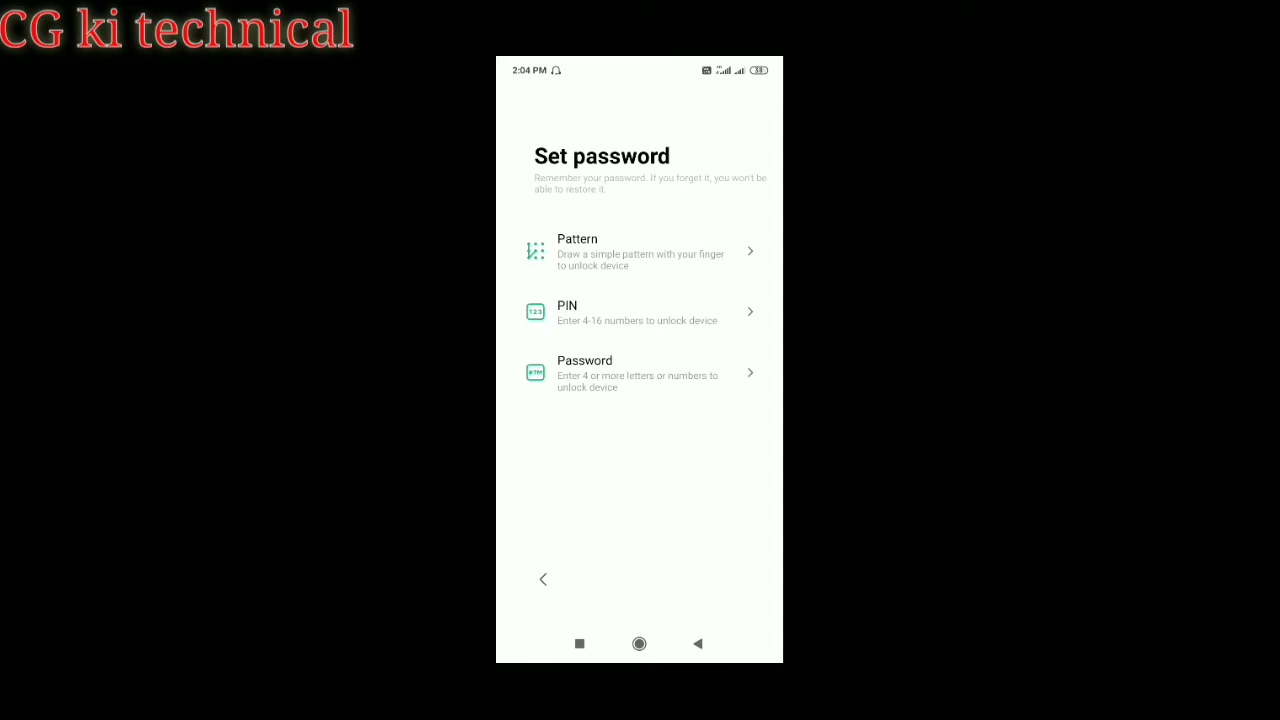 CG ki technical
2:04 PM
58
Set password
Remember your password. If you forget it, you won't be
able to restore it.
Pattern
Draw a simple pattern with your finger
to unlock device
123
PIN
Enter 4-16 numbers to unlock device
Password
Enter 4 or more letters or numbers to
unlock device